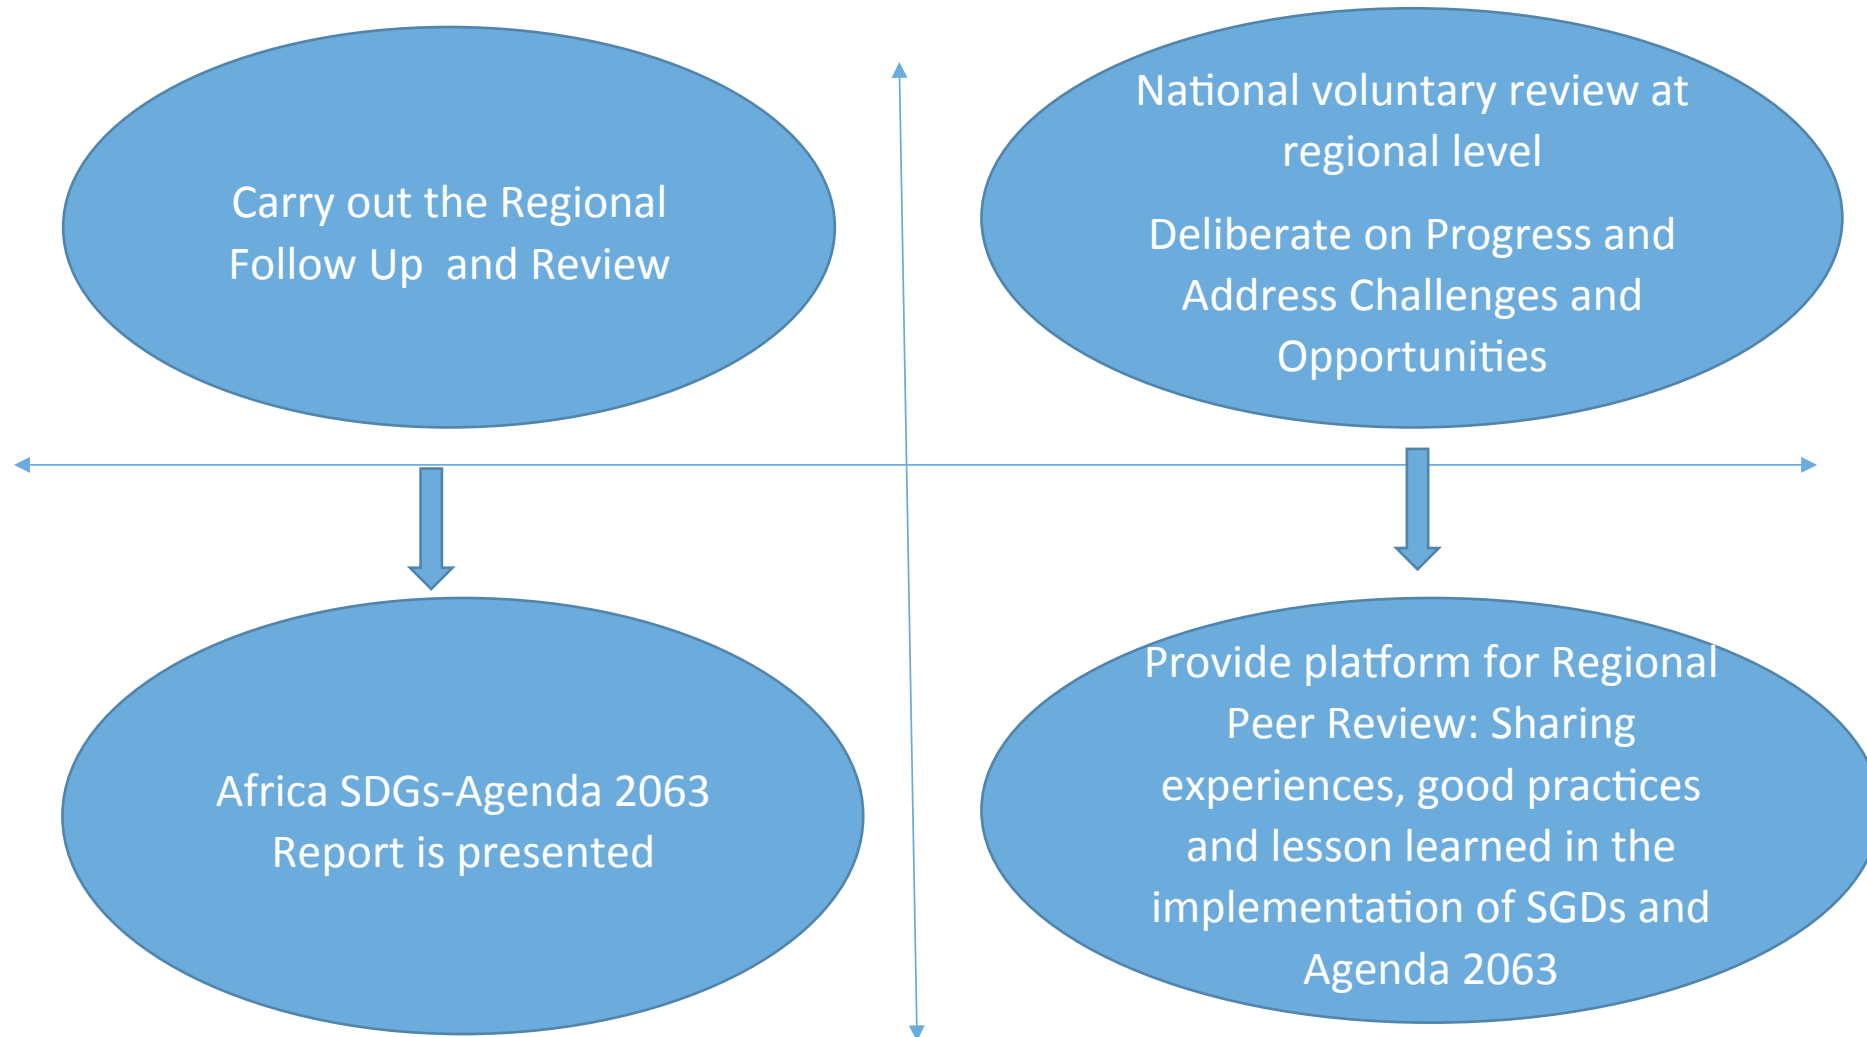 Carry out the Regional
Follow Up  and Review
National voluntary review at
regional level
Deliberate on Progress and
Address Challenges and
Opportunities
Africa SDGs-Agenda 2063
Report is presented
Provide platform for Regional
Peer Review: Sharing
experiences, good practices
and lesson learned in the
implementation of SGDs and
Agenda 2063